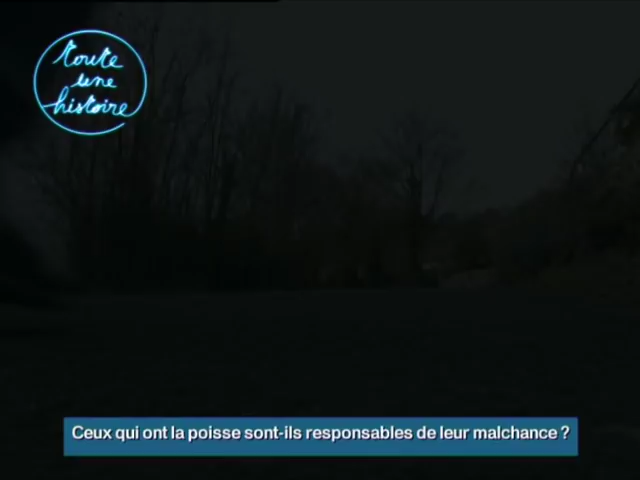 toute
une
histoire
Ceux qui ont la poisse sont-ils responsables de leur malchance ?